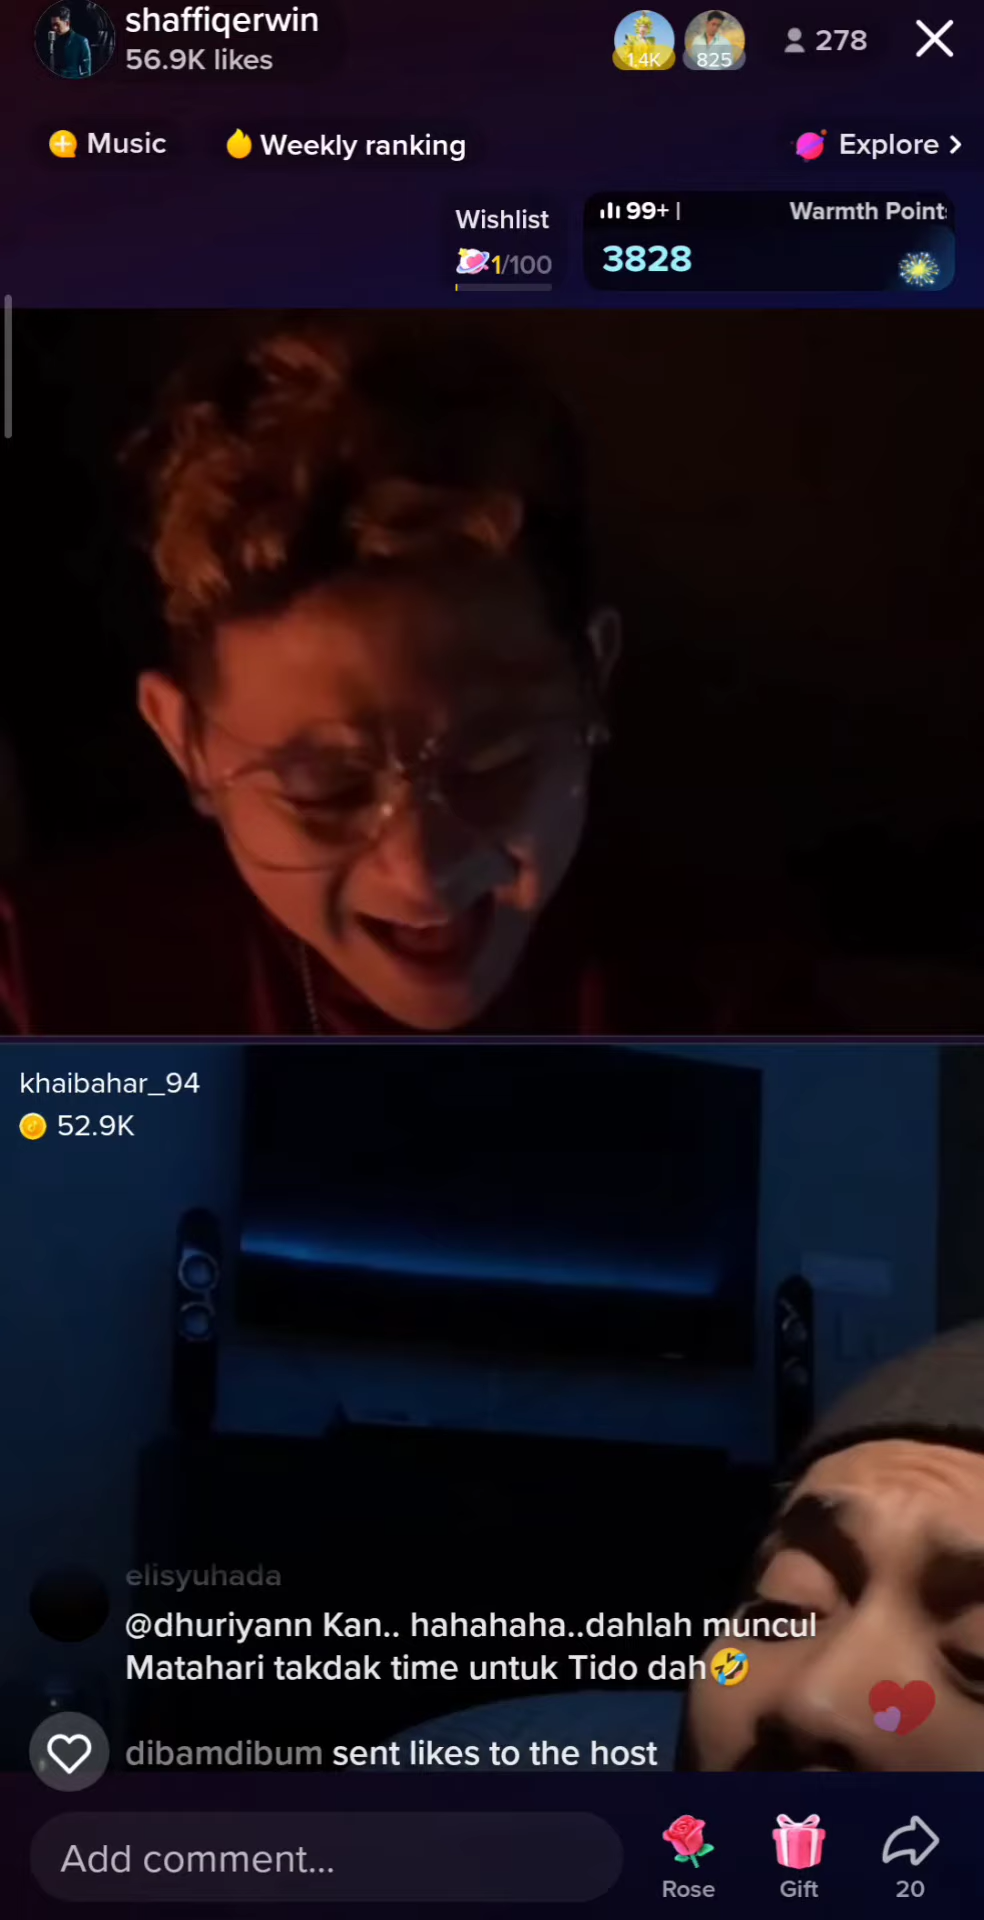 shaffiqerwin
56.9K likes
1.4K
825
278
Music
Weekly ranking
Explore
Wishlist
1/100
99+
Warmth Point
3828
khaibahar_94
52.9K
elisyuhada
@dhuriyann Kan.. hahahaha..dahlah muncul
Matahari takdak time untuk Tido dah🤣
dibamdibum sent likes to the host
Add comment...
Rose
Gift
20